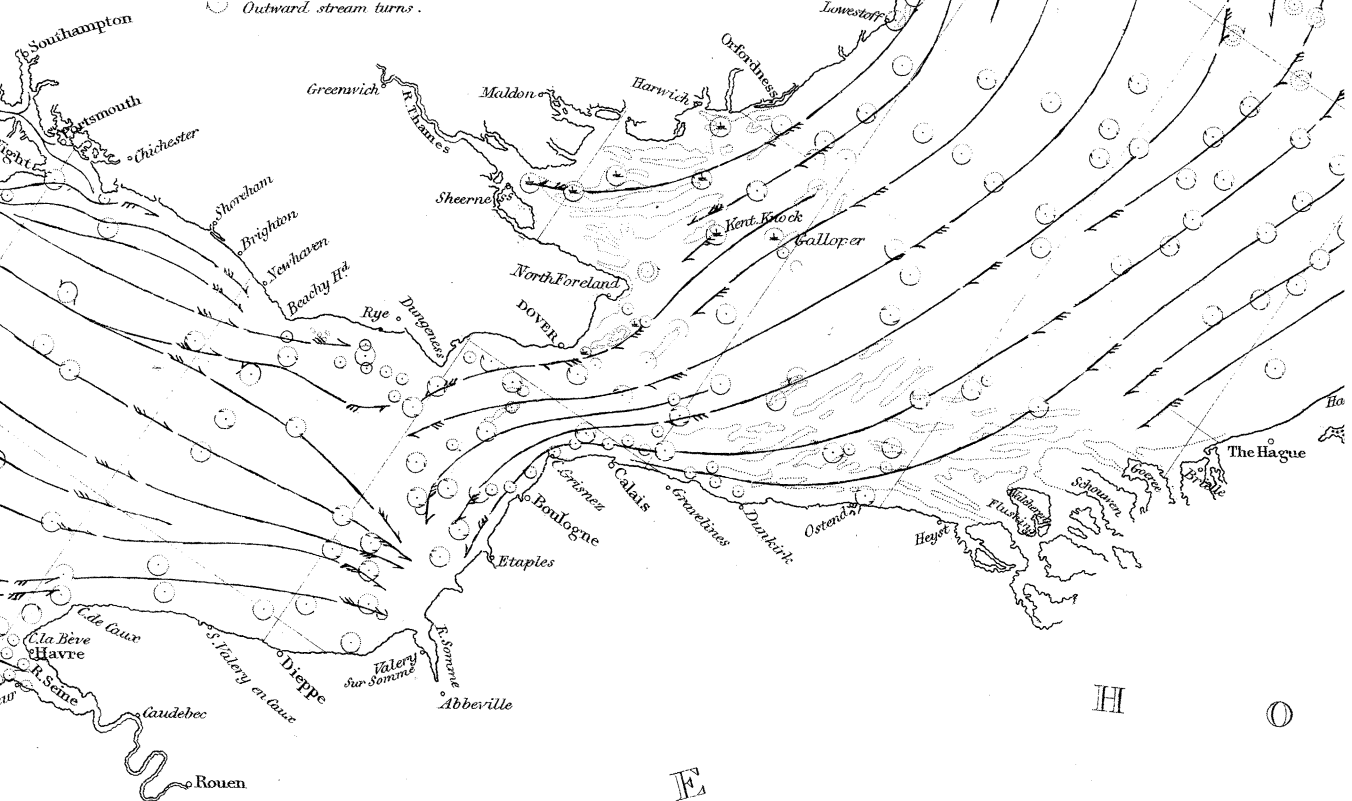 Outward stream turns.
Lowestoff
Southampton
Orfordness
Greenwich
Maldon
Harwich
R. Thames
Portsmouth
Chichester
Sheerness
Shoreham
Kent Knock
Brighton
Galloper
Newhaven
North Foreland
Beachy Hd
DOVER
Rye
Dungeness
The Hague
C. Grisnez
Calais
Goeree
Brielle
Schouwen
Boulogne
Gravelines
Dunkirk
Ostend
Flushing
Heyst
Etaples
C. de Caux
C. la Bève
Havre
S. Valery en Caux
Dieppe
Valery
sur Somme
R. Somme
R. Seine
Abbeville
Caudebec
Rouen
H
O
E